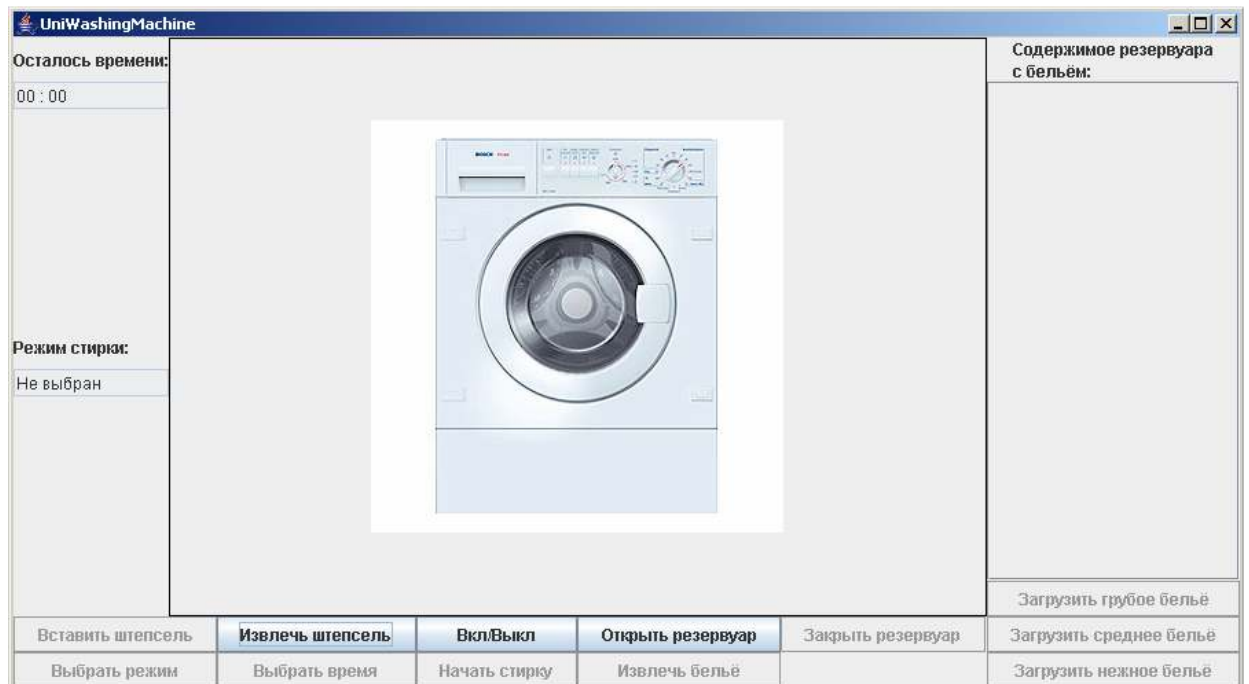 UniWashingMachine
Осталось времени:
00 : 00
Режим стирки:
Не выбран
BOSCH
Содержимое резервуара
с бельём:
Загрузить грубое бельё
Вставить штепсель
Извлечь штепсель
Вкл/Выкл
Открыть резервуар
Закрыть резервуар
Загрузить среднее бельё
Выбрать режим
Выбрать время
Начать стирку
Извлечь бельё
Загрузить нежное бельё